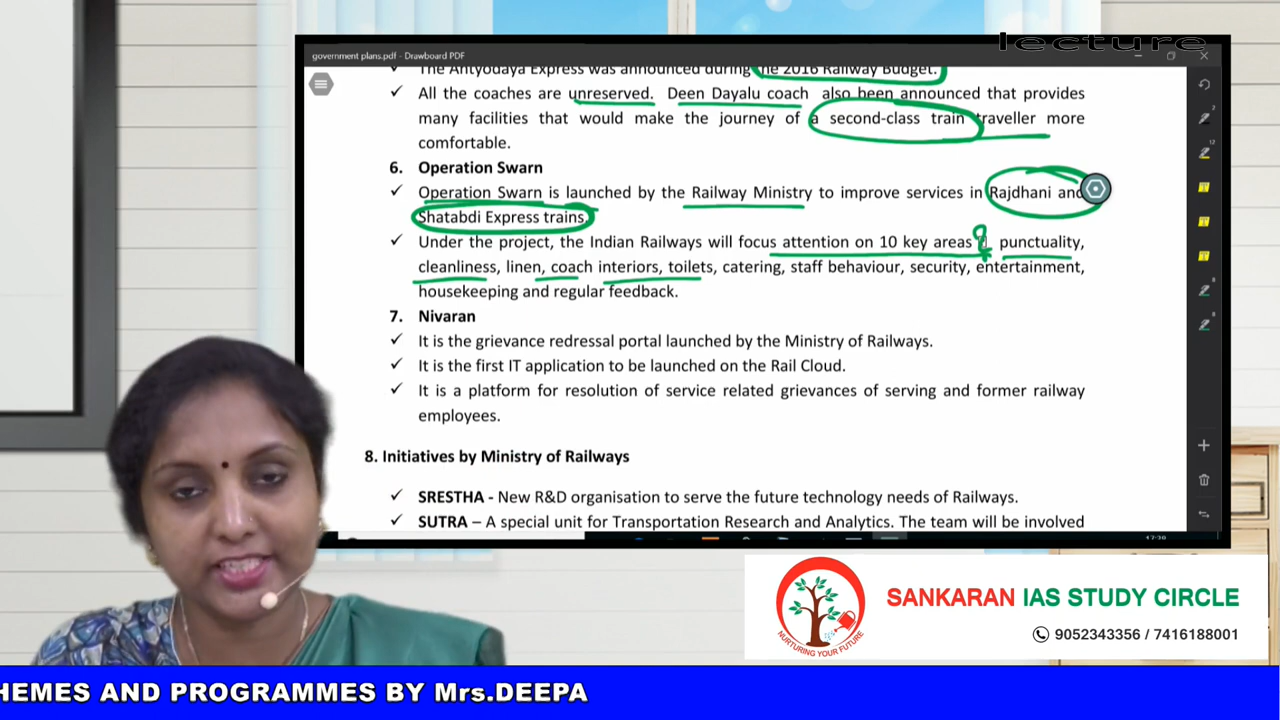 lecture
government plans.pdf - Drawboard PDF
✓ The Antyodaya Express was announced during the 2016 Railway Budget.
✓ All the coaches are unreserved. Deen Dayalu coach also been announced that provides
many facilities that would make the journey of a second-class train traveller more
comfortable.
6. Operation Swarn
✓ Operation Swarn is launched by the Railway Ministry to improve services in Rajdhani and
Shatabdi Express trains.
✓ Under the project, the Indian Railways will focus attention on 10 key areas punctuality,
cleanliness, linen, coach interiors, toilets, catering, staff behaviour, security, entertainment,
housekeeping and regular feedback.
7. Nivaran
✓ It is the grievance redressal portal launched by the Ministry of Railways.
✓ It is the first IT application to be launched on the Rail Cloud.
✓ It is a platform for resolution of service related grievances of serving and former railway
employees.
8. Initiatives by Ministry of Railways
✓ SRESTHA - New R&D organisation to serve the future technology needs of Railways.
✓ SUTRA – A special unit for Transportation Research and Analytics. The team will be involved
NURTURING YOUR FUTURE
SANKARAN IAS STUDY CIRCLE
9052343356 / 7416188001
HEMES AND PROGRAMMES BY Mrs.DEEPA